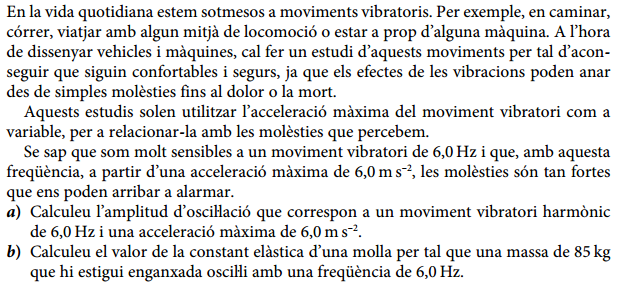 En la vida quotidiana estem sotmesos a moviments vibratoris. Per exemple, en caminar,
córrer, viatjar amb algun mitjà de locomoció o estar a prop d'alguna màquina. A l'hora
de dissenyar vehicles i màquines, cal fer un estudi d'aquests moviments per tal d'acon-
seguir que siguin confortables i segurs, ja que els efectes de les vibracions poden anar
des de simples molèsties fins al dolor o la mort.
Aquests estudis solen utilitzar l'acceleració màxima del moviment vibratori com a
variable, per a relacionar-la amb les molèsties que percebem.
Se sap que som molt sensibles a un moviment vibratori de 6,0 Hz i que, amb aquesta
freqüència, a partir d'una acceleració màxima de 6,0 m s⁻², les molèsties són tan fortes
que ens poden arribar a alarmar.
a) Calculeu l'amplitud d'oscil·lació que correspon a un moviment vibratori harmònic
de 6,0 Hz i una acceleració màxima de 6,0 m s⁻².
b) Calculeu el valor de la constant elàstica d'una molla per tal que una massa de 85 kg
que hi estigui enganxada oscil·li amb una freqüència de 6,0 Hz.